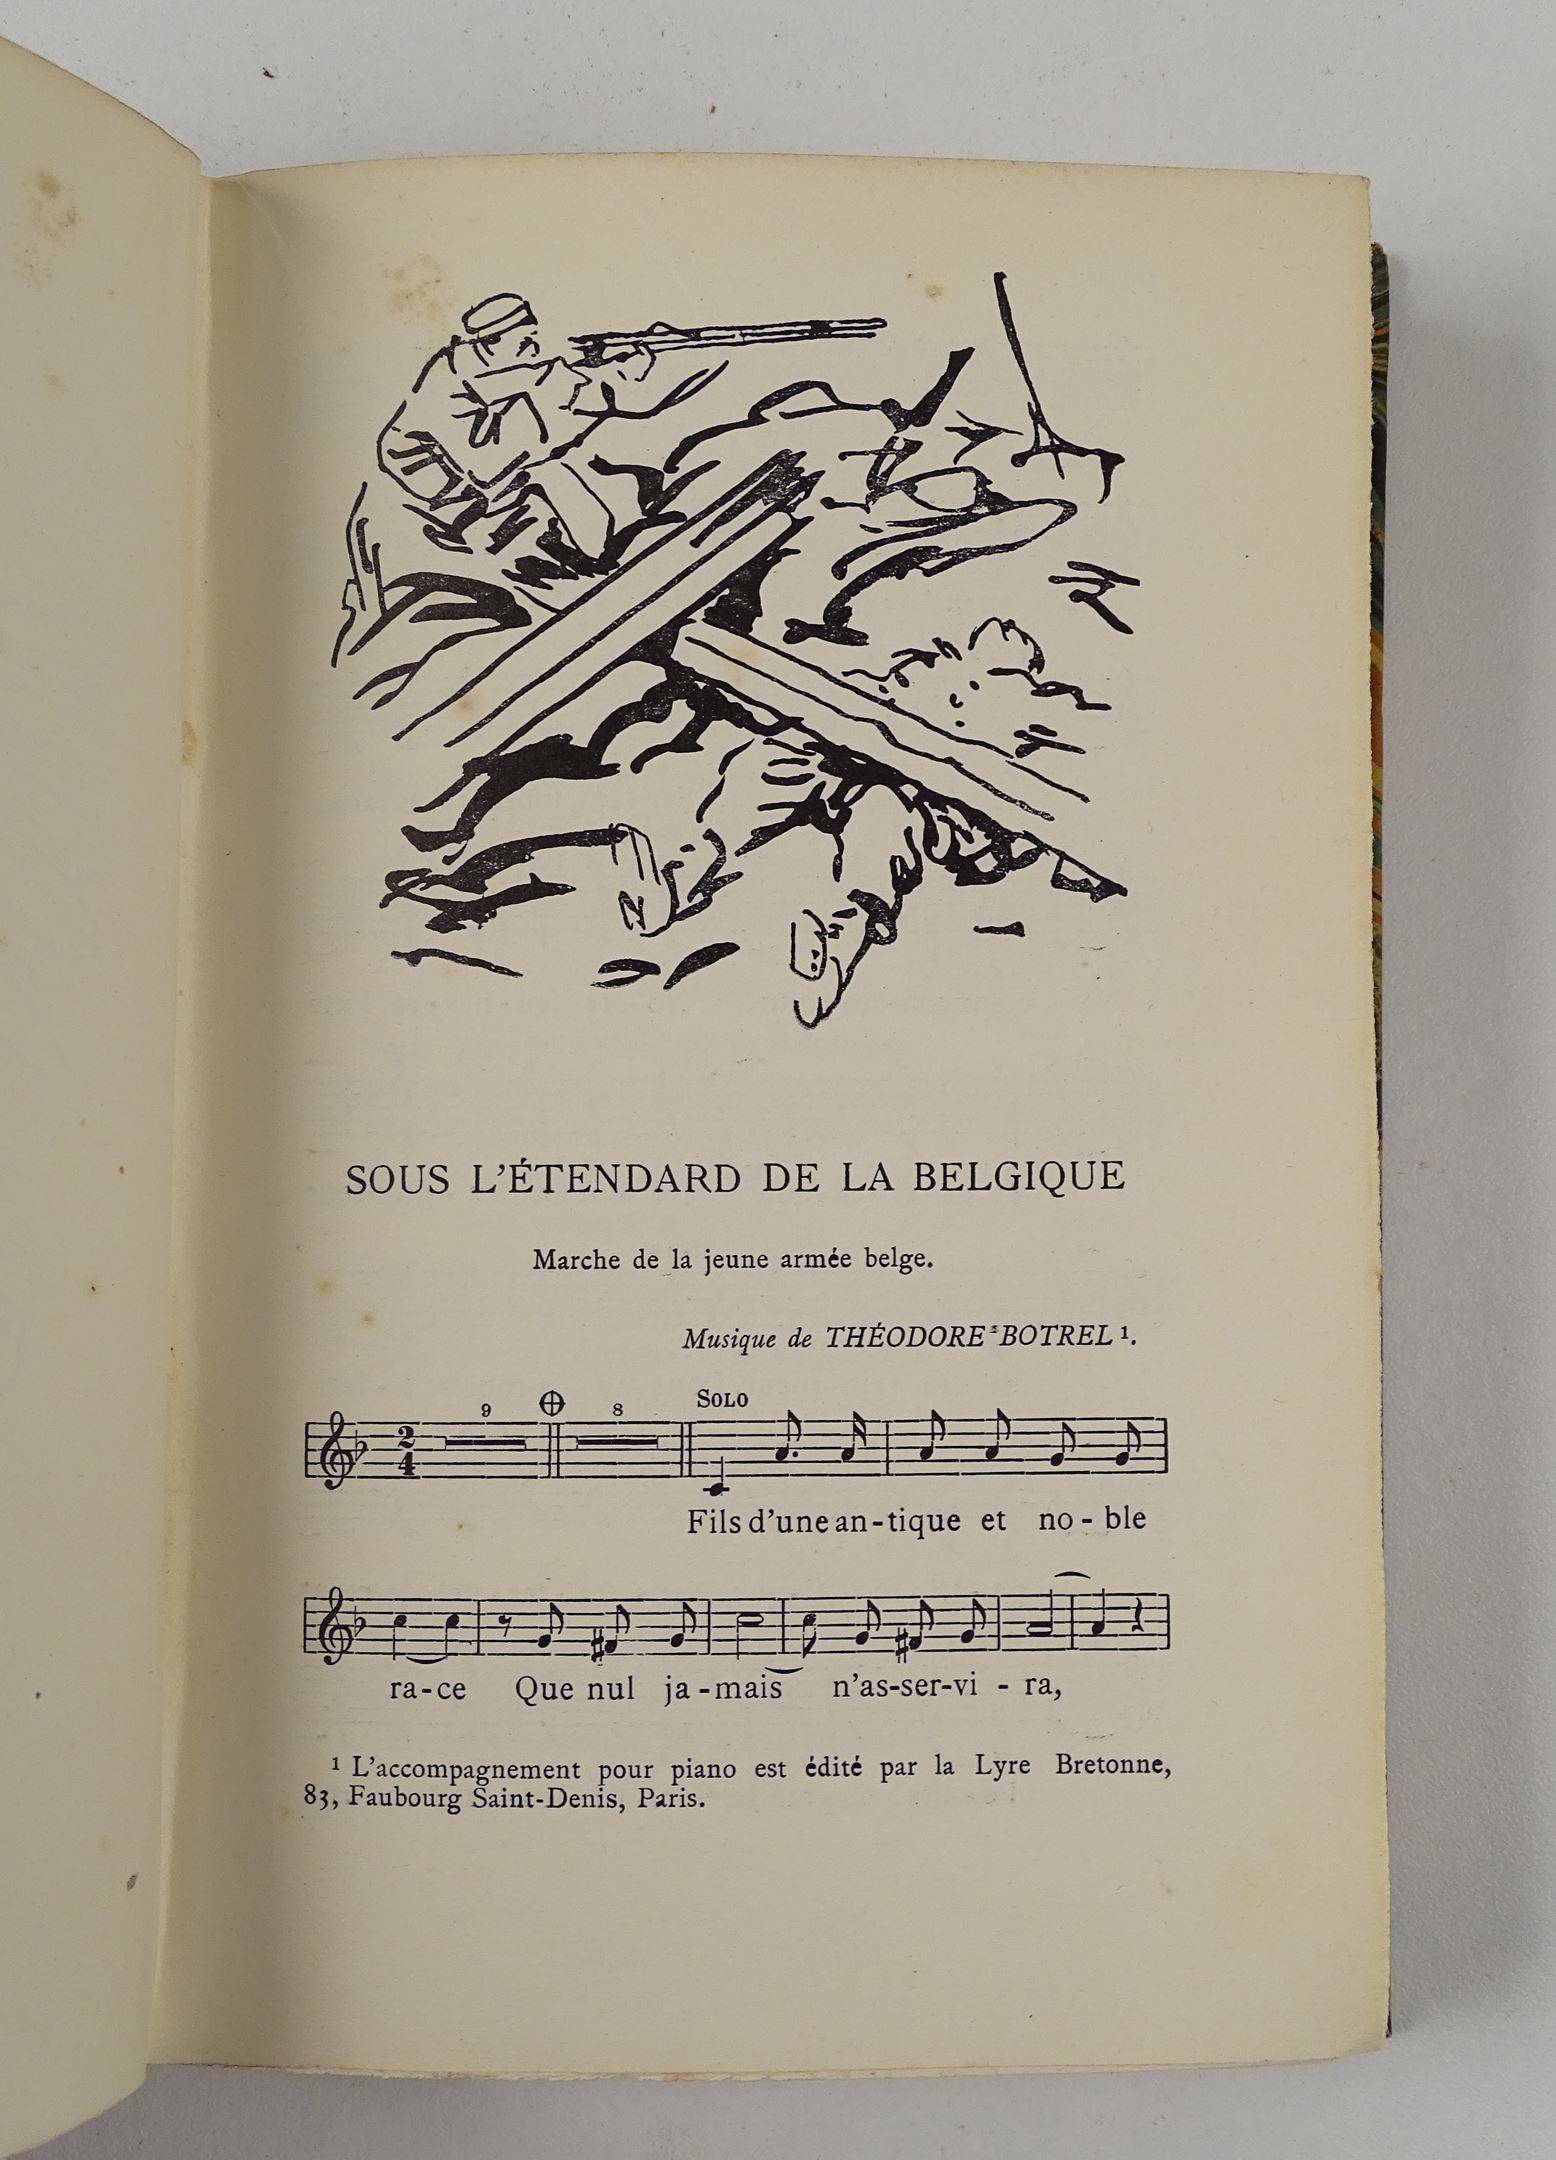 SOUS L'ÉTENDARD DE LA BELGIQUE
Marche de la jeune armée belge.
Musique de THÉODORE BOTREL 1.
9 8 SOLO
2
4
Fils d'une an-tique et no-ble
ra-ce Que nul ja-mais n'as-ser-vi-ra,
1 L'accompagnement pour piano est édité par la Lyre Bretonne,
83, Faubourg Saint-Denis, Paris.